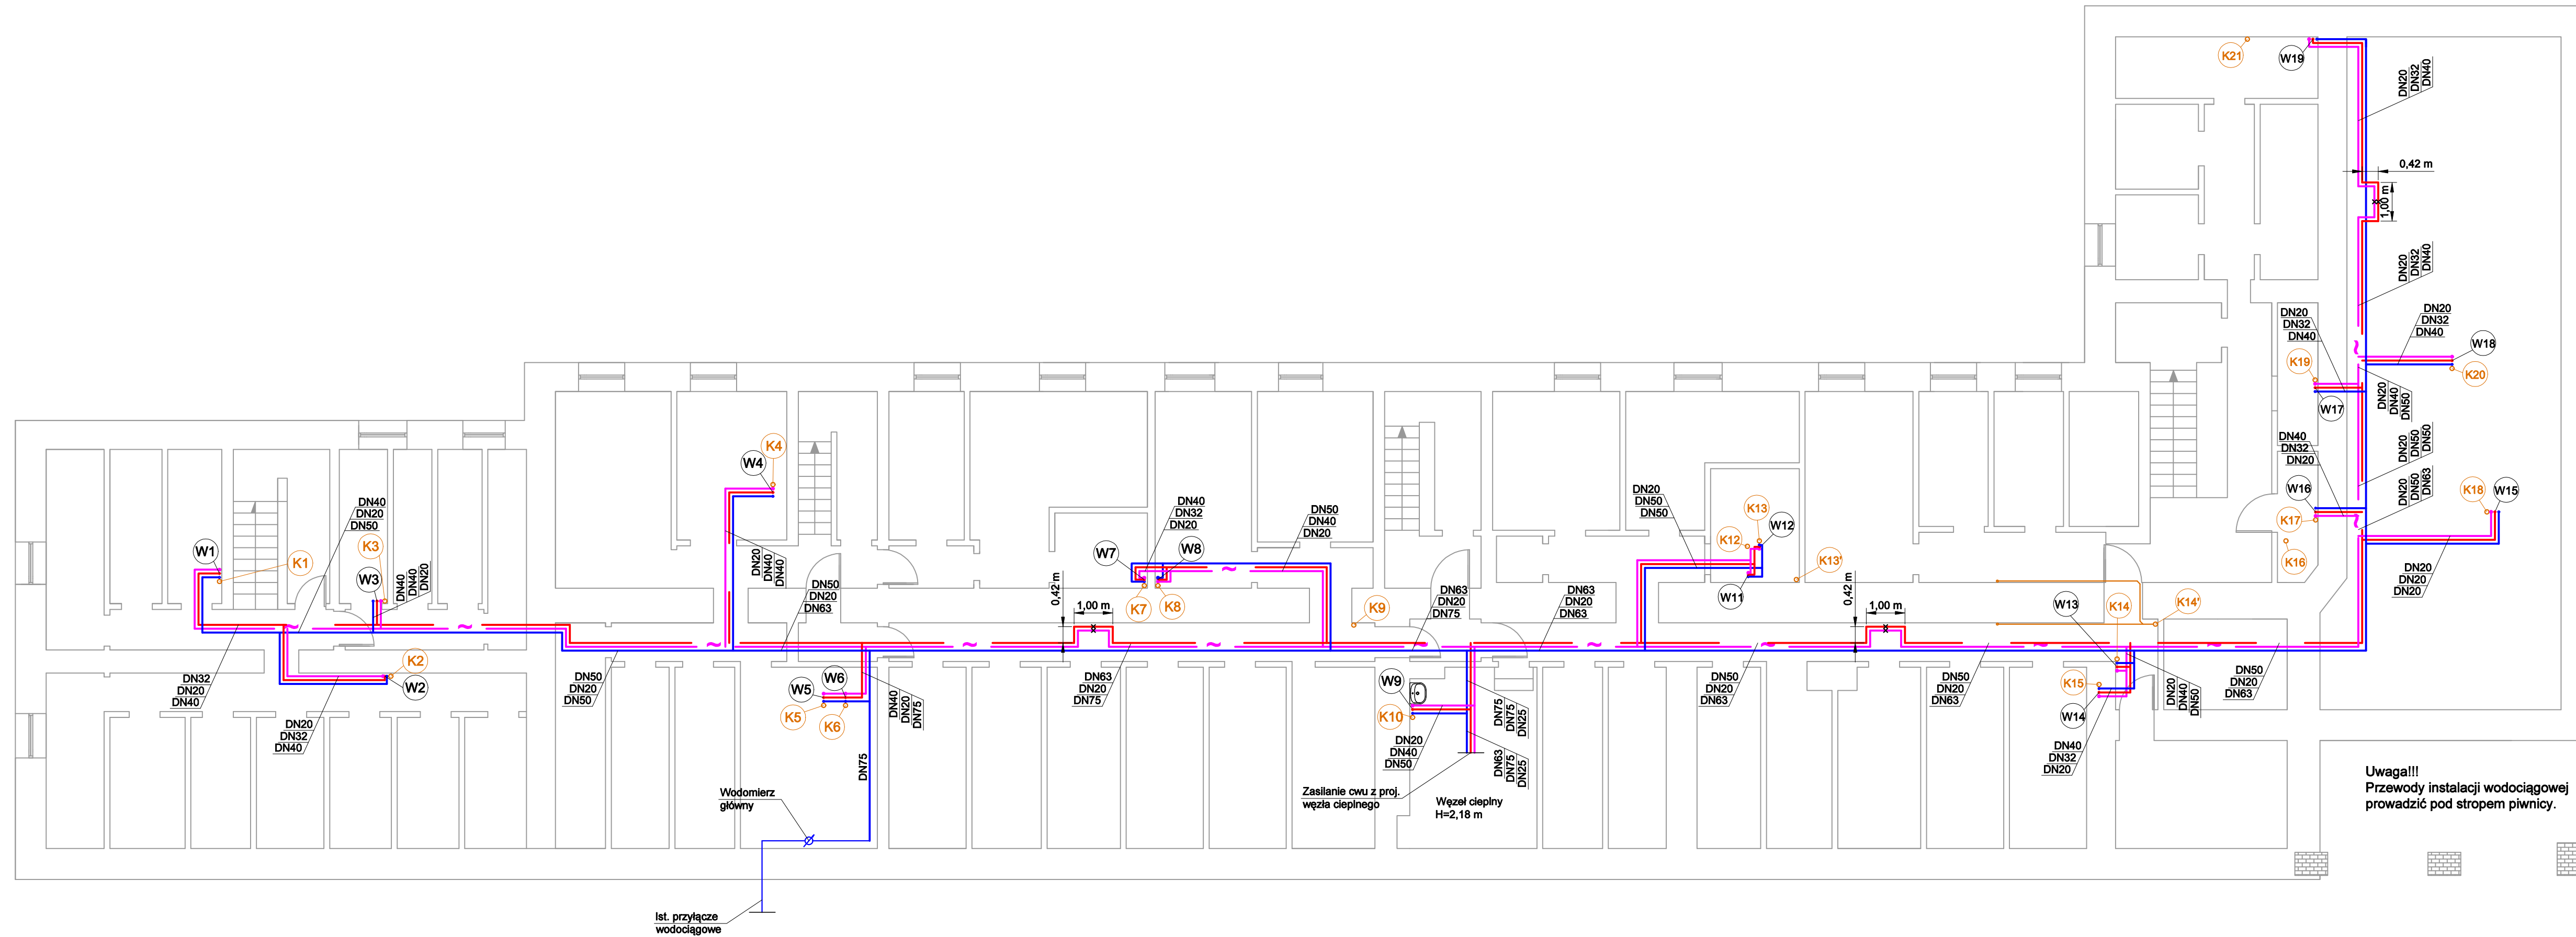 K21
W19
DN20
DN32
DN40
0,42 m
1,00 m
DN20
DN32
DN40
DN20
DN32
DN40
DN20
DN32
DN40
W18
K19
K20
W17
DN20
DN40
DN50
K4
W4
DN40
DN32
DN20
DN20
DN50
DN50
DN20
DN50
DN63
W16
K17
K18
W15
K16
DN40
DN20
DN50
W1
K1
K3
W3
DN40
DN40
DN20
DN20
DN40
DN40
DN50
DN20
DN63
W7
W8
DN40
DN32
DN20
K7
K8
DN50
DN40
DN20
0,42 m
1,00 m
K9
DN63
DN20
DN75
DN63
DN20
DN63
DN20
DN50
DN50
K12
K13
W12
W11
K13'
0,42 m
1,00 m
W13
K14
K14'
DN20
DN20
DN20
DN32
DN20
DN40
K2
W2
DN20
DN32
DN40
DN50
DN20
DN50
W5
W6
K5
K6
DN40
DN20
DN75
DN63
DN20
DN75
W9
K10
DN20
DN40
DN50
DN75
DN75
DN25
DN63
DN75
DN25
DN50
DN20
DN63
DN50
DN20
DN63
K15
W14
DN20
DN40
DN50
DN40
DN32
DN20
DN50
DN20
DN63
DN75
Wodomierz
główny
Zasilanie cwu z proj.
węzła cieplnego
Węzeł cieplny
H=2,18 m
Uwaga!!!
Przewody instalacji wodociągowej
prowadzić pod stropem piwnicy.
Ist. przyłącze
wodociągowe